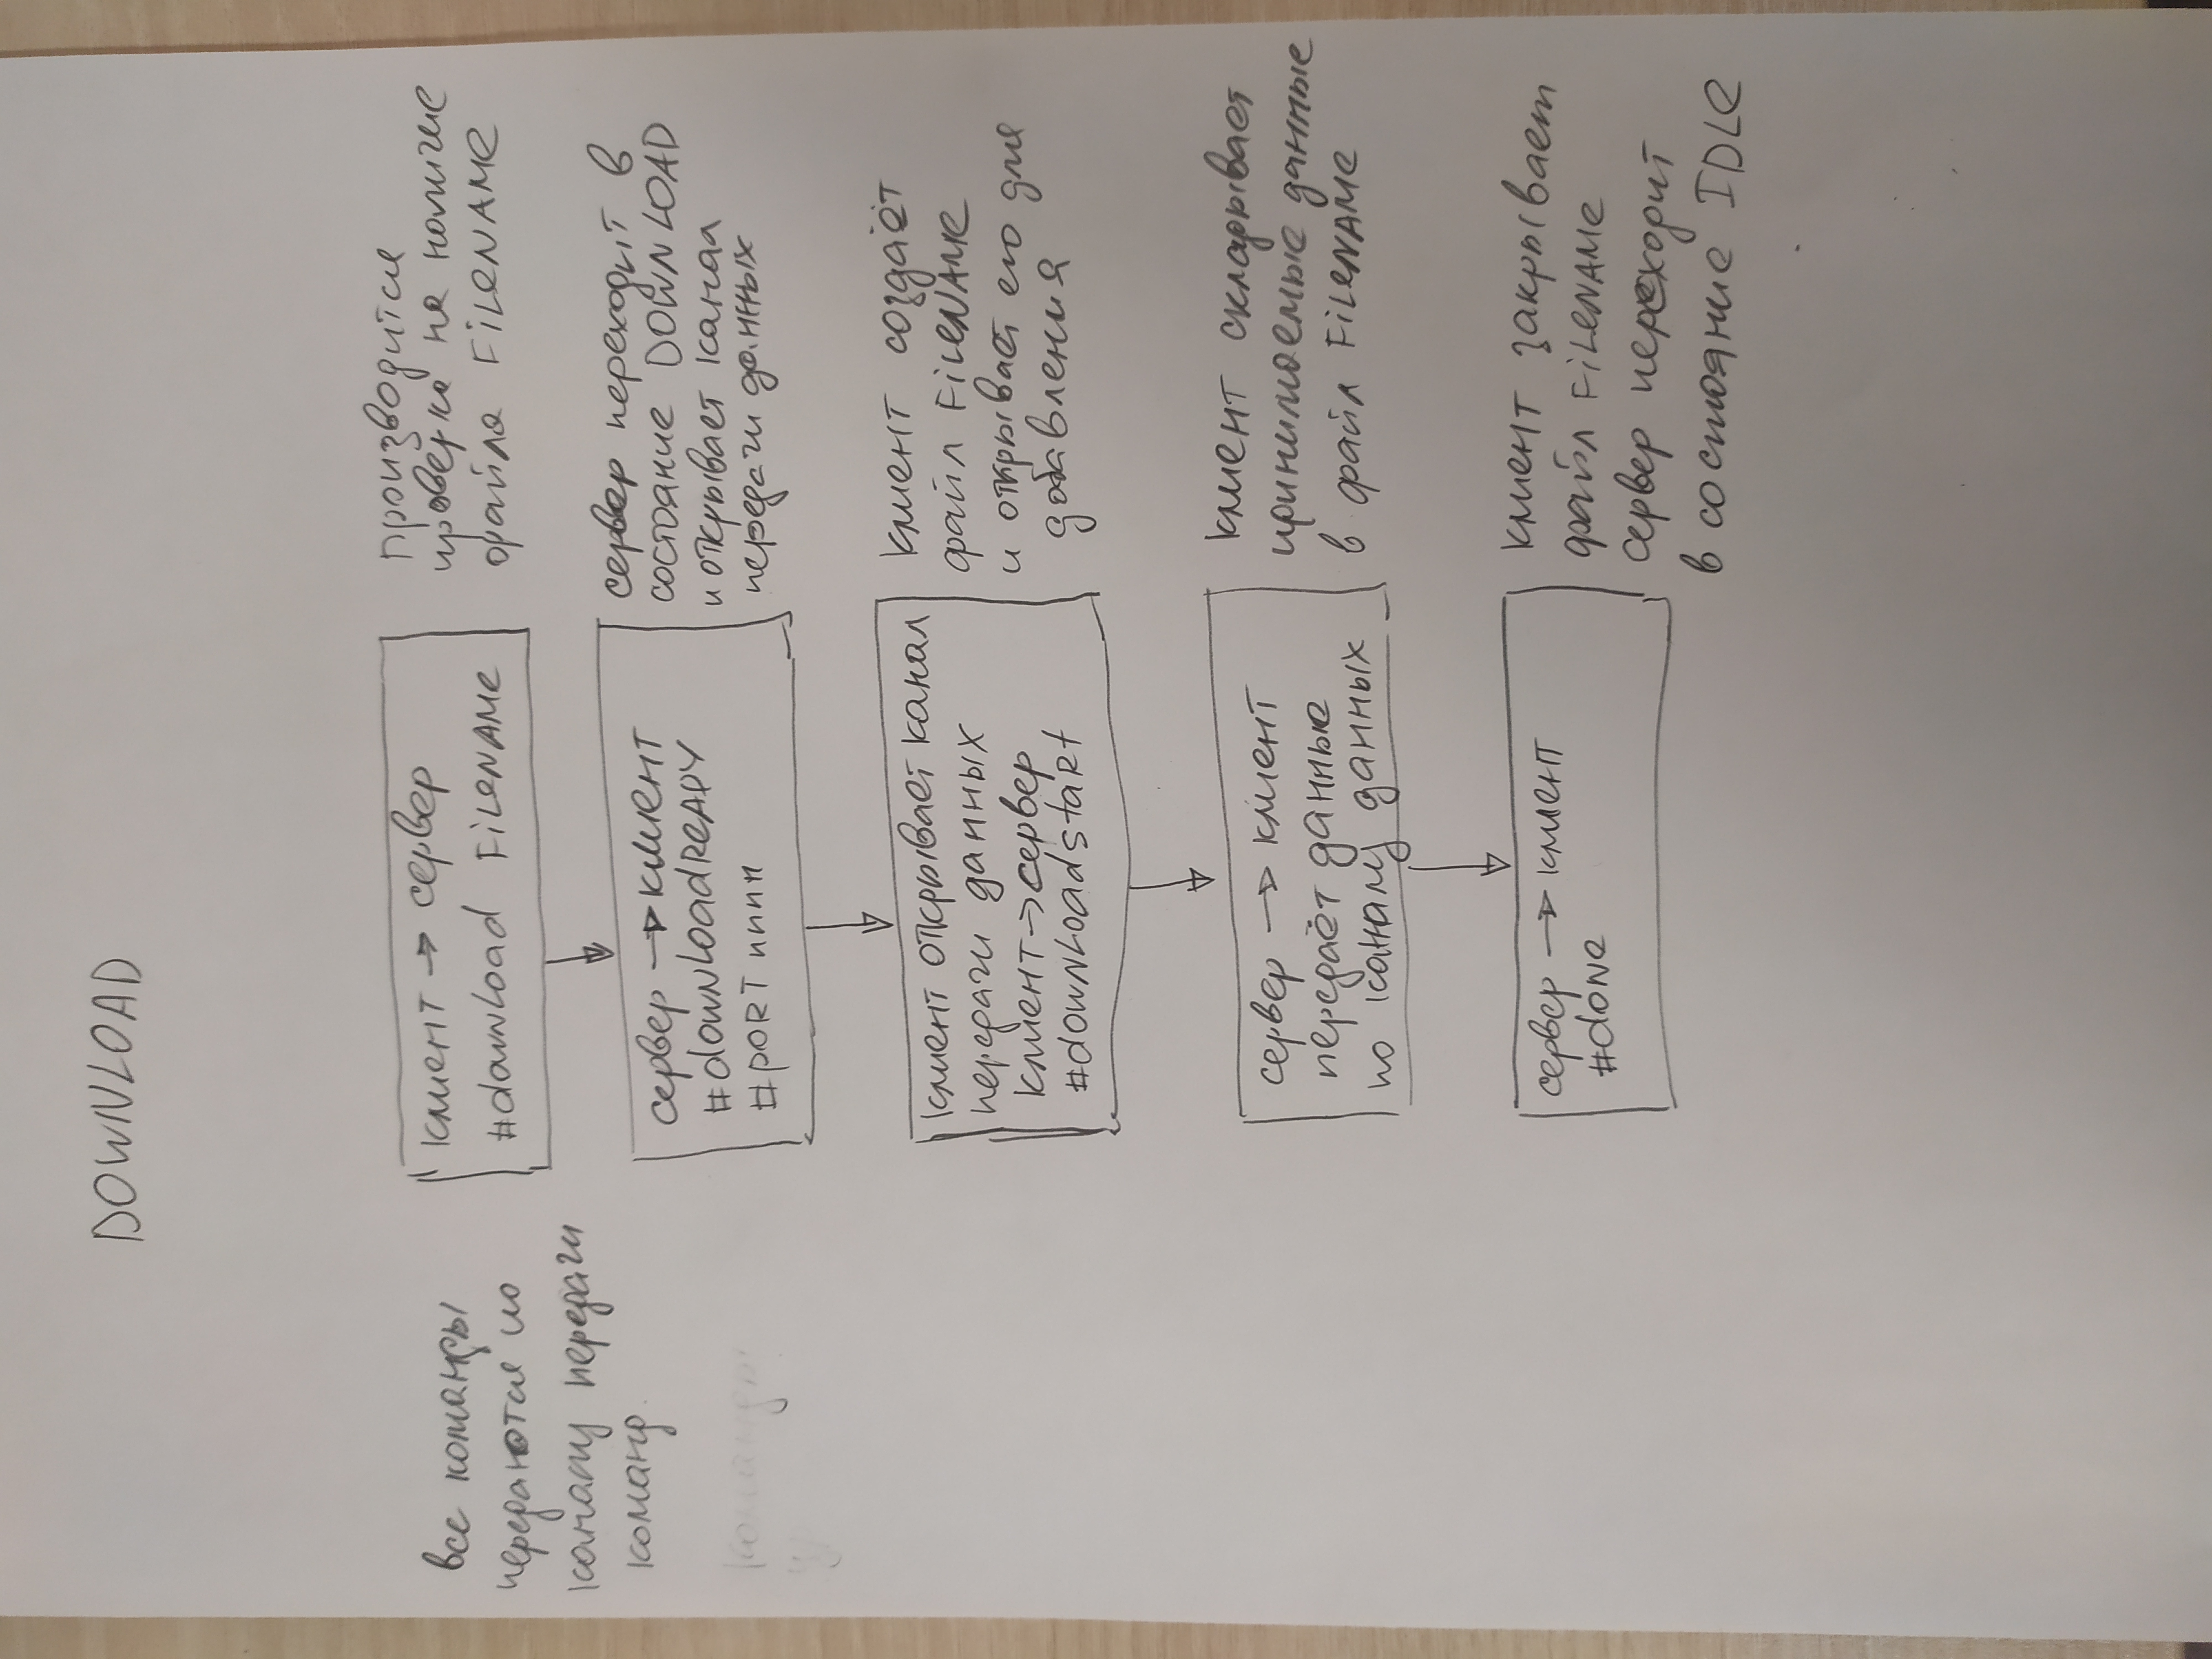 DOWNLOAD
все команды
передаются по
каналу передачи
команд.
Команды
клиент → сервер
#download FILENAME
производится
проверка на наличие
файла FILENAME
сервер → клиент
#downloadREADY
#PORT nnnn
сервер переходит в
состояние DOWNLOAD
и открывает канал
передачи данных
клиент открывает канал
передачи данных
клиент → сервер
#downloadstart
клиент создаёт
файл FILENAME
и открывает его для
добавления
сервер → клиент
передаёт данные
по каналу данных
клиент складывает
принимаемые данные
в файл FILENAME
сервер → клиент
#done
клиент закрывает
файл FILENAME
сервер переходит
в состояние IDLE